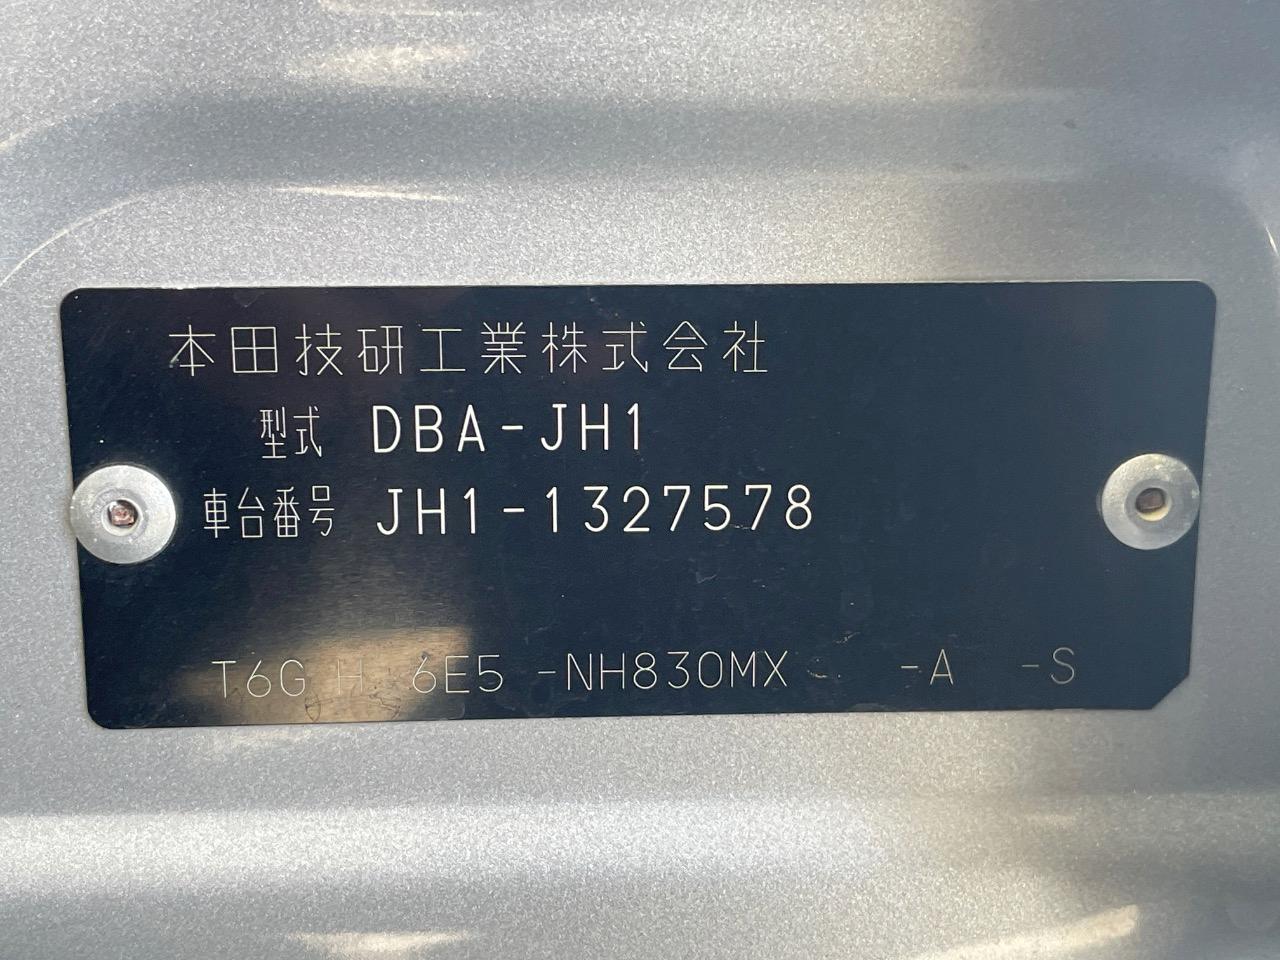 本田技研工業株式会社
型式 DBA-JH1
車台番号 JH1-1327578
T6G H 6E5 -NH830MX -A -S